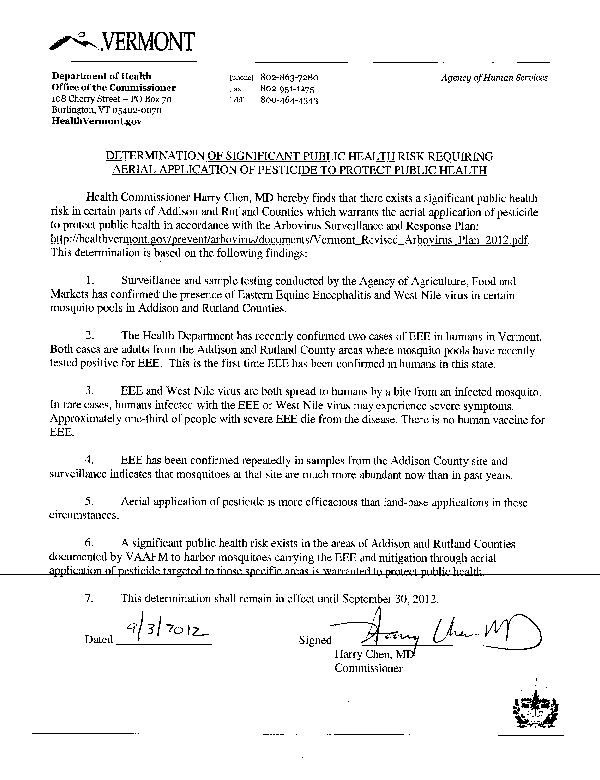 VERMONT
Department of Health
Office of the Commissioner
108 Cherry Street – PO Box 70
Burlington, VT 05402-0070
HealthVermont.gov
[phone] 802-863-7280
fax 802-951-1275
tdd 800-464-4343
Agency of Human Services
DETERMINATION OF SIGNIFICANT PUBLIC HEALTH RISK REQUIRING
AERIAL APPLICATION OF PESTICIDE TO PROTECT PUBLIC HEALTH
Health Commissioner Harry Chen, MD hereby finds that there exists a significant public health
risk in certain parts of Addison and Rutland Counties which warrants the aerial application of pesticide
to protect public health in accordance with the Arbovirus Surveillance and Response Plan:
http://healthvermont.gov/prevent/arbovirus/documents/Vermont_Revised_Arbovirus_Plan_2012.pdf.
This determination is based on the following findings:
1. Surveillance and sample testing conducted by the Agency of Agriculture, Food and
Markets has confirmed the presence of Eastern Equine Encephalitis and West Nile virus in certain
mosquito pools in Addison and Rutland Counties.
2. The Health Department has recently confirmed two cases of EEE in humans in Vermont.
Both cases are adults from the Addison and Rutland County areas where mosquito pools have recently
tested positive for EEE. This is the first time EEE has been confirmed in humans in this state.
3. EEE and West Nile virus are both spread to humans by a bite from an infected mosquito.
In rare cases, humans infected with the EEE or West Nile virus may experience severe symptoms.
Approximately one-third of people with severe EEE die from the disease. There is no human vaccine for
EEE.
4. EEE has been confirmed repeatedly in samples from the Addison County site and
surveillance indicates that mosquitoes at that site are much more abundant now than in past years.
5. Aerial application of pesticide is more efficacious than land-base applications in these
circumstances.
6. A significant public health risk exists in the areas of Addison and Rutland Counties
documented by VAAFM to harbor mosquitoes carrying the EEE and mitigation through aerial
application of pesticide targeted to those specific areas is warranted to protect public health.
7. This determination shall remain in effect until September 30, 2012.
Dated 9/3/2012 Signed Harry Chen MD
Harry Chen, MD
Commissioner